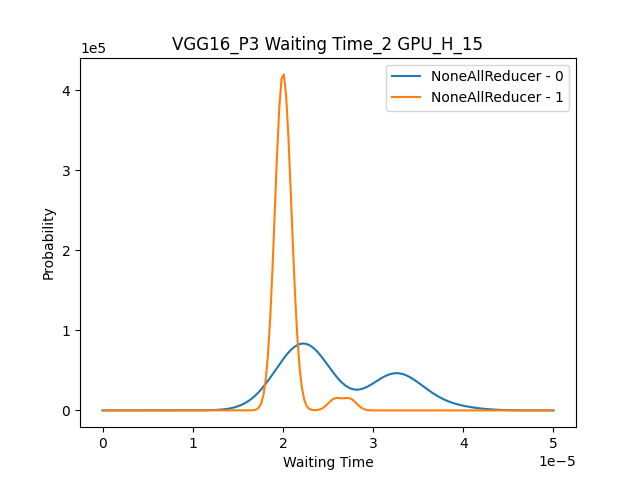 VGG16_P3 Waiting Time_2 GPU_H_15
1e5
NoneAllReducer - 0
NoneAllReducer - 1
4
3
2
1
0
Probability
0 1 2 3 4 5
1e−5
Waiting Time